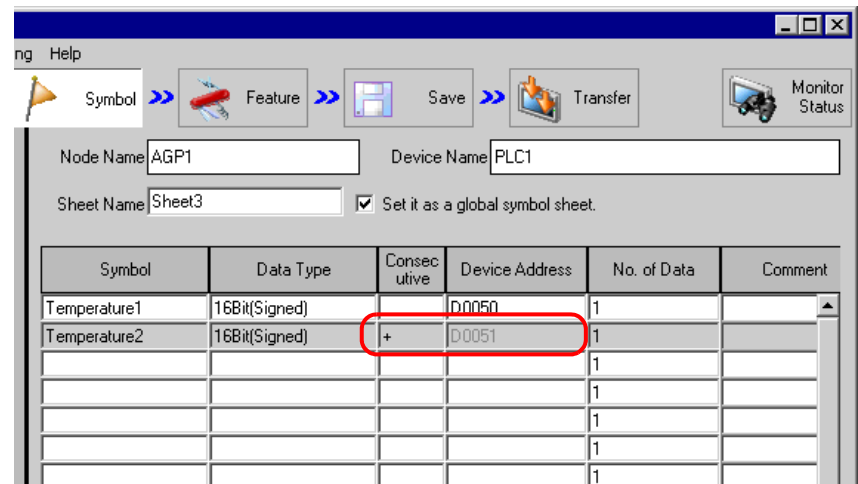 ng Help
Symbol Feature Save Transfer Monitor Status
Node Name AGP1 Device Name PLC1
Sheet Name Sheet3 Set it as a global symbol sheet.
Symbol Data Type Consecutive Device Address No. of Data Comment
Temperature1 16Bit(Signed) D0050 1
Temperature2 16Bit(Signed) + D0051 1
1
1
1
1
1